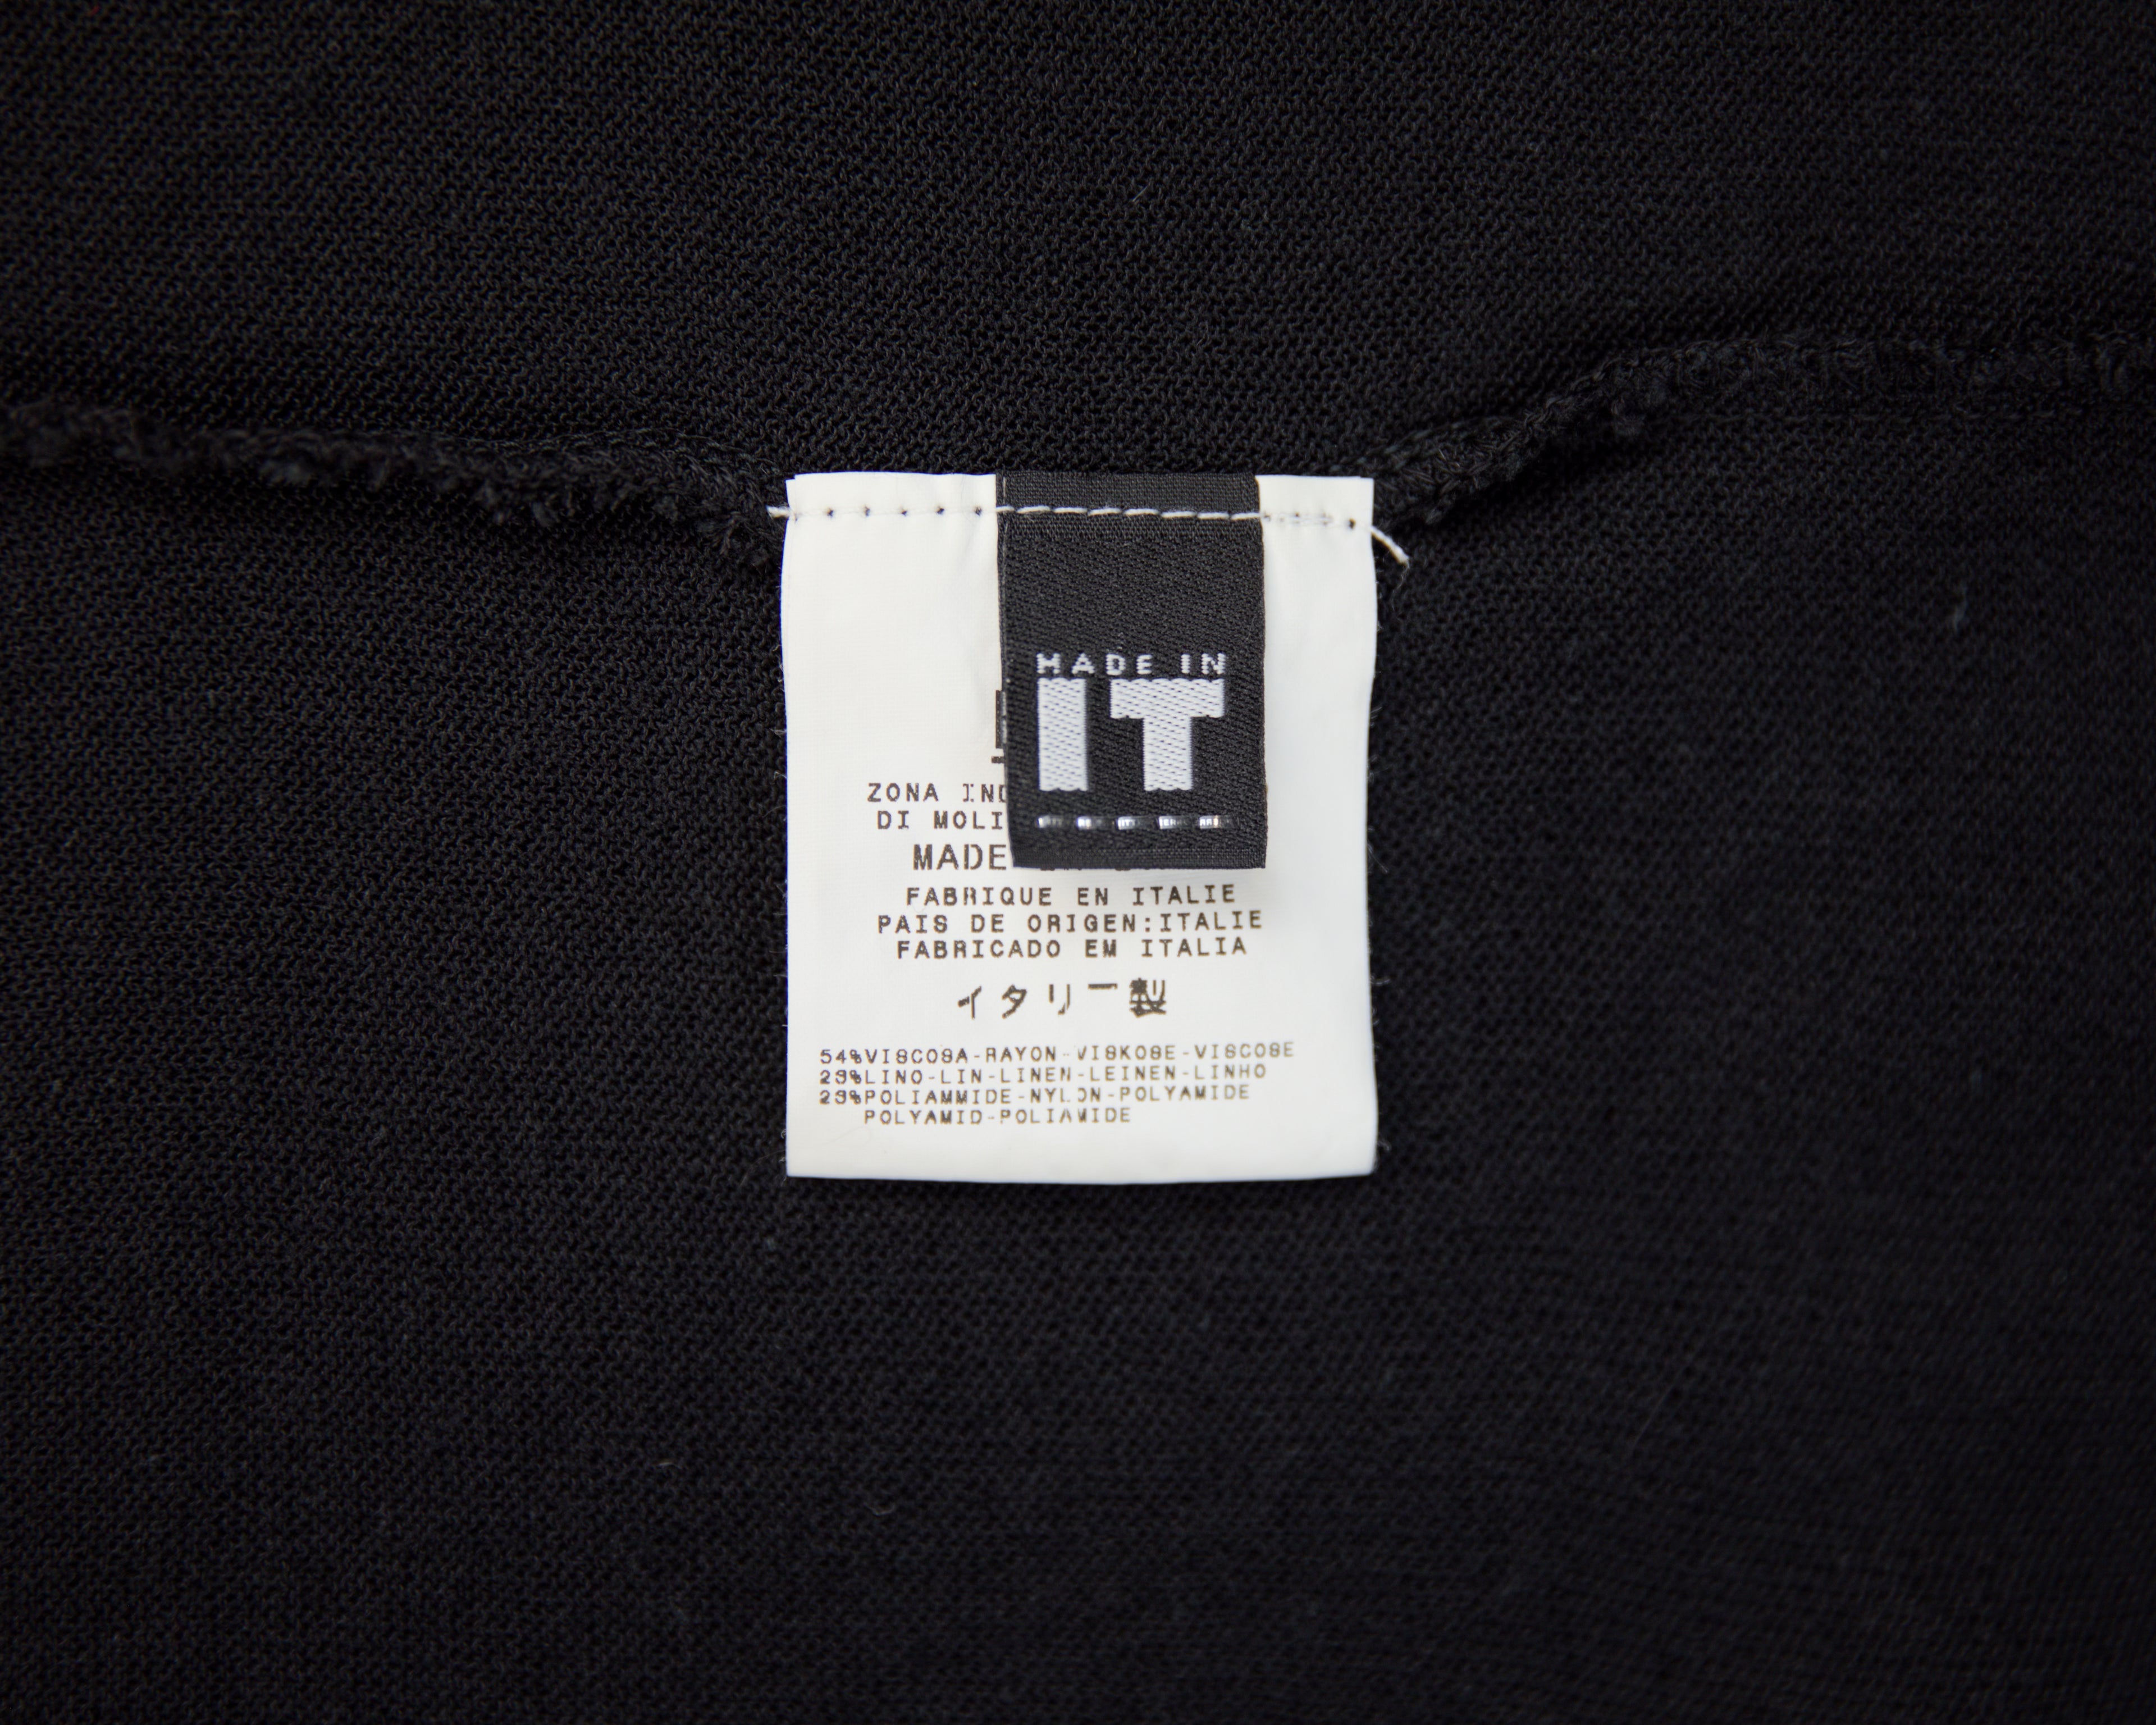 MADE IN
IT
ZONA IND
DI MOLI
MADE
FABRIQUE EN ITALIE
PAIS DE ORIGEN:ITALIE
FABRICADO EM ITALIA
イタリー製
54%VISCOSA-RAYON-VISKOSE-VISCOSE
23%LINO-LIN-LINEN-LEINEN-LINHO
23%POLIAMMIDE-NYLON-POLYAMIDE
POLYAMID-POLIAMIDE